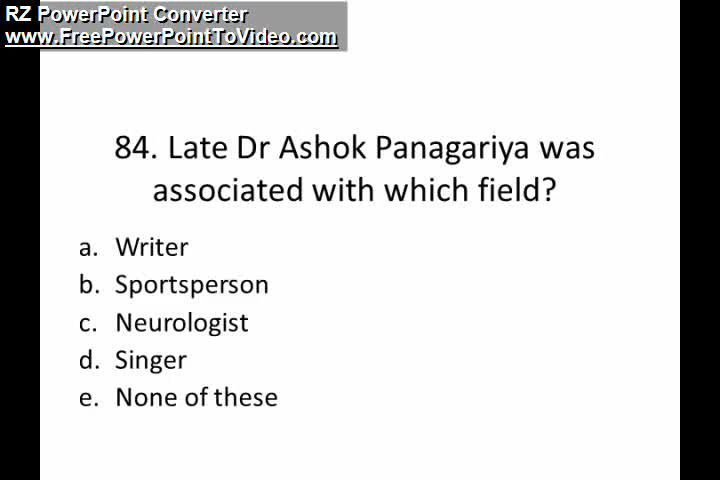 RZ PowerPoint Converter
www.FreePowerPointToVideo.com
84. Late Dr Ashok Panagariya was
associated with which field?
a. Writer
b. Sportsperson
c. Neurologist
d. Singer
e. None of these